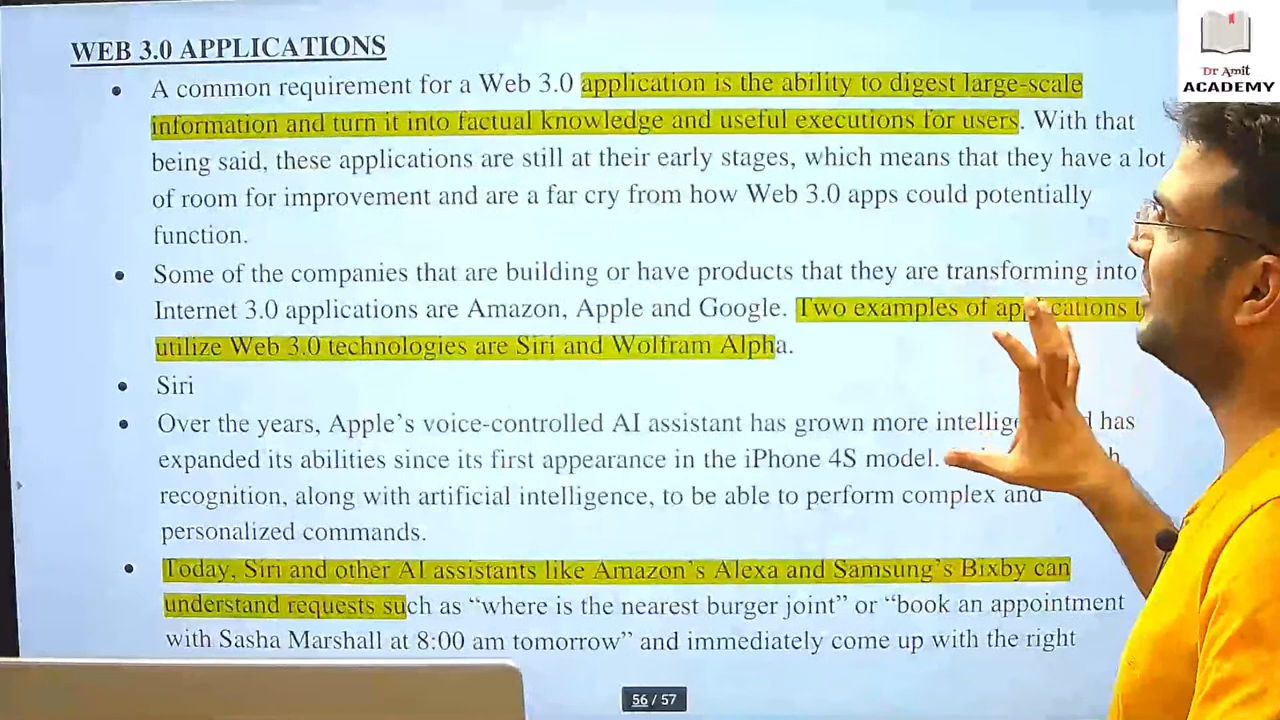 WEB 3.0 APPLICATIONS
Dr Amit
ACADEMY
• A common requirement for a Web 3.0 application is the ability to digest large-scale
information and turn it into factual knowledge and useful executions for users. With that
being said, these applications are still at their early stages, which means that they have a lot
of room for improvement and are a far cry from how Web 3.0 apps could potentially
function.
• Some of the companies that are building or have products that they are transforming into
Internet 3.0 applications are Amazon, Apple and Google. Two examples of applications
utilize Web 3.0 technologies are Siri and Wolfram Alpha.
• Siri
• Over the years, Apple's voice-controlled AI assistant has grown more has
expanded its abilities since its first appearance in the iPhone 4S model.
recognition, along with artificial intelligence, to be able to perform complex and
personalized commands.
• Today, Siri and other AI assistants like Amazon's Alexa and Samsung's Bixby can
understand requests such as “where is the nearest burger joint” or “book an appointment
with Sasha Marshall at 8:00 am tomorrow” and immediately come up with the right
56 / 57